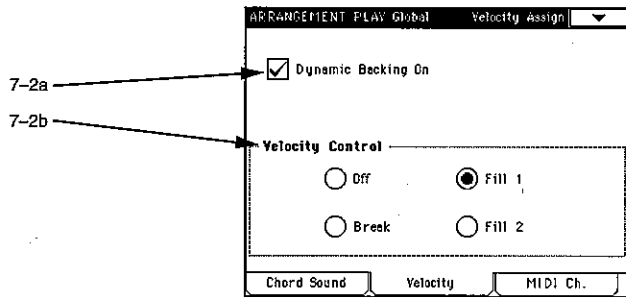 ARRANGEMENT PLAY Global Velocity Assign
7–2a
Dynamic Backing On
7–2b
Velocity Control
Off Fill 1
Break Fill 2
Chord Sound Velocity MIDI Ch.